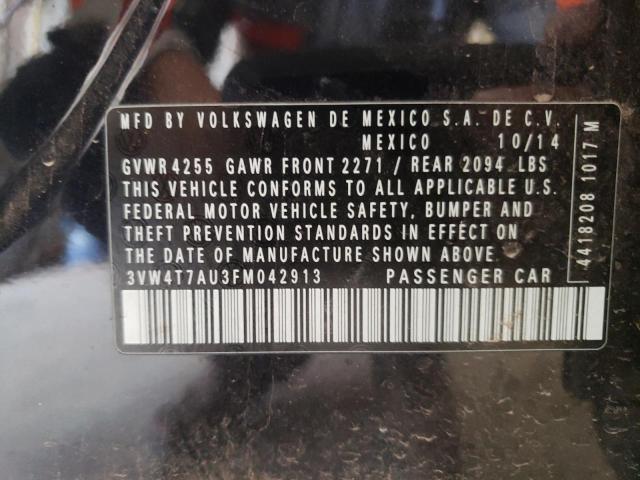 MFD BY VOLKSWAGEN DE MEXICO S.A. DE C.V.
MEXICO 10/14
GVWR 4255 GAWR FRONT 2271 / REAR 2094 LBS
THIS VEHICLE CONFORMS TO ALL APPLICABLE U.S.
FEDERAL MOTOR VEHICLE SAFETY, BUMPER AND
THEFT PREVENTION STANDARDS IN EFFECT ON
THE DATE OF MANUFACTURE SHOWN ABOVE.
3VW4T7AU3FM042913 PASSENGER CAR
4418208 1017 M